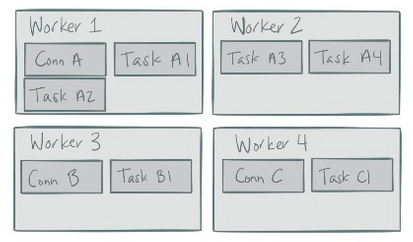 Worker 1
Conn A
Task A1
Task A2
Worker 2
Task A3
Task A4
Worker 3
Conn B
Task B1
Worker 4
Conn C
Task C1